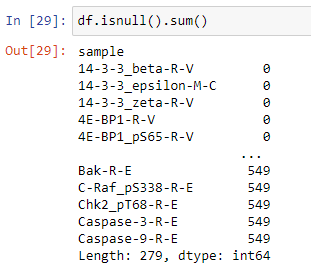 In [29]: df.isnull().sum()
Out[29]: sample
14-3-3_beta-R-V 0
14-3-3_epsilon-M-C 0
14-3-3_zeta-R-V 0
4E-BP1-R-V 0
4E-BP1_pS65-R-V 0
...
Bak-R-E 549
C-Raf_pS338-R-E 549
Chk2_pT68-R-E 549
Caspase-3-R-E 549
Caspase-9-R-E 549
Length: 279, dtype: int64